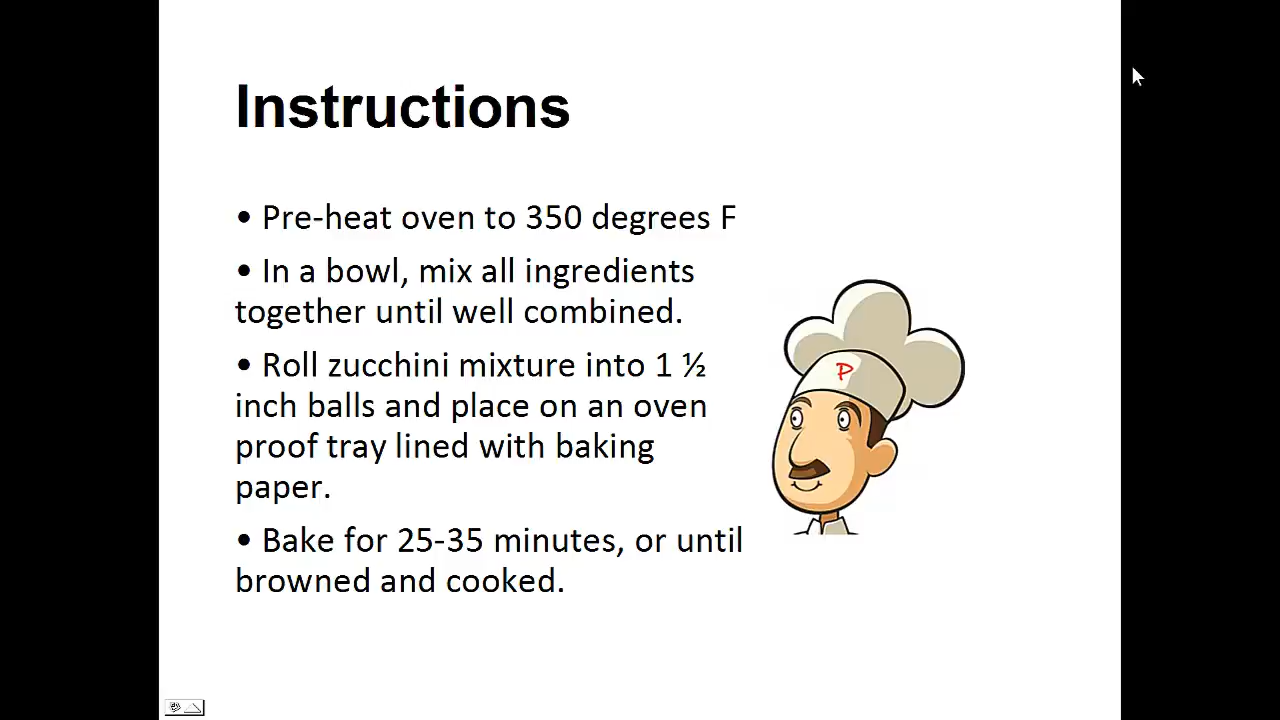 Instructions
• Pre-heat oven to 350 degrees F
• In a bowl, mix all ingredients
together until well combined.
• Roll zucchini mixture into 1 ½
inch balls and place on an oven
proof tray lined with baking
paper.
• Bake for 25-35 minutes, or until
browned and cooked.
P